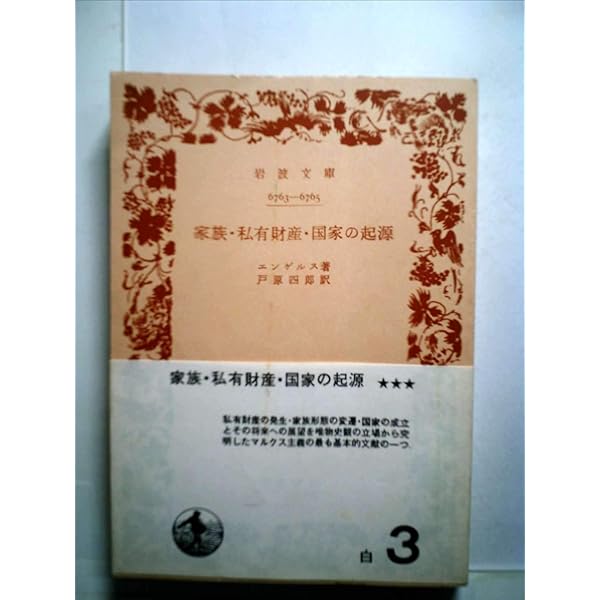 岩波文庫
6763—6765
家族・私有財産・国家の起源
エンゲルス著
戸原四郎訳
家族・私有財産・国家の起源 ★★★
私有財産の発生・家族形態の変遷・国家の成立
とその将来への展望を唯物史観の立場から究
明したマルクス主義の最も基本的文献の一つ.
白 3